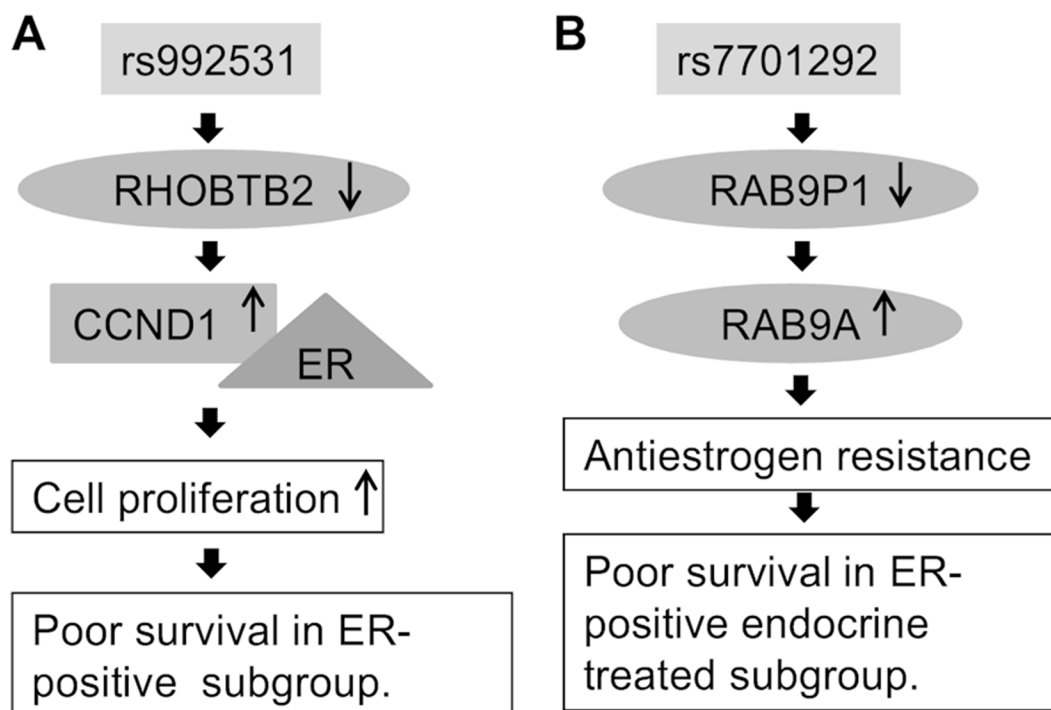 A
rs992531
RHOBTB2 ↓
CCND1 ↑
ER
Cell proliferation ↑
Poor survival in ER-
positive subgroup.
B
rs7701292
RAB9P1 ↓
RAB9A ↑
Antiestrogen resistance
Poor survival in ER-
positive endocrine
treated subgroup.